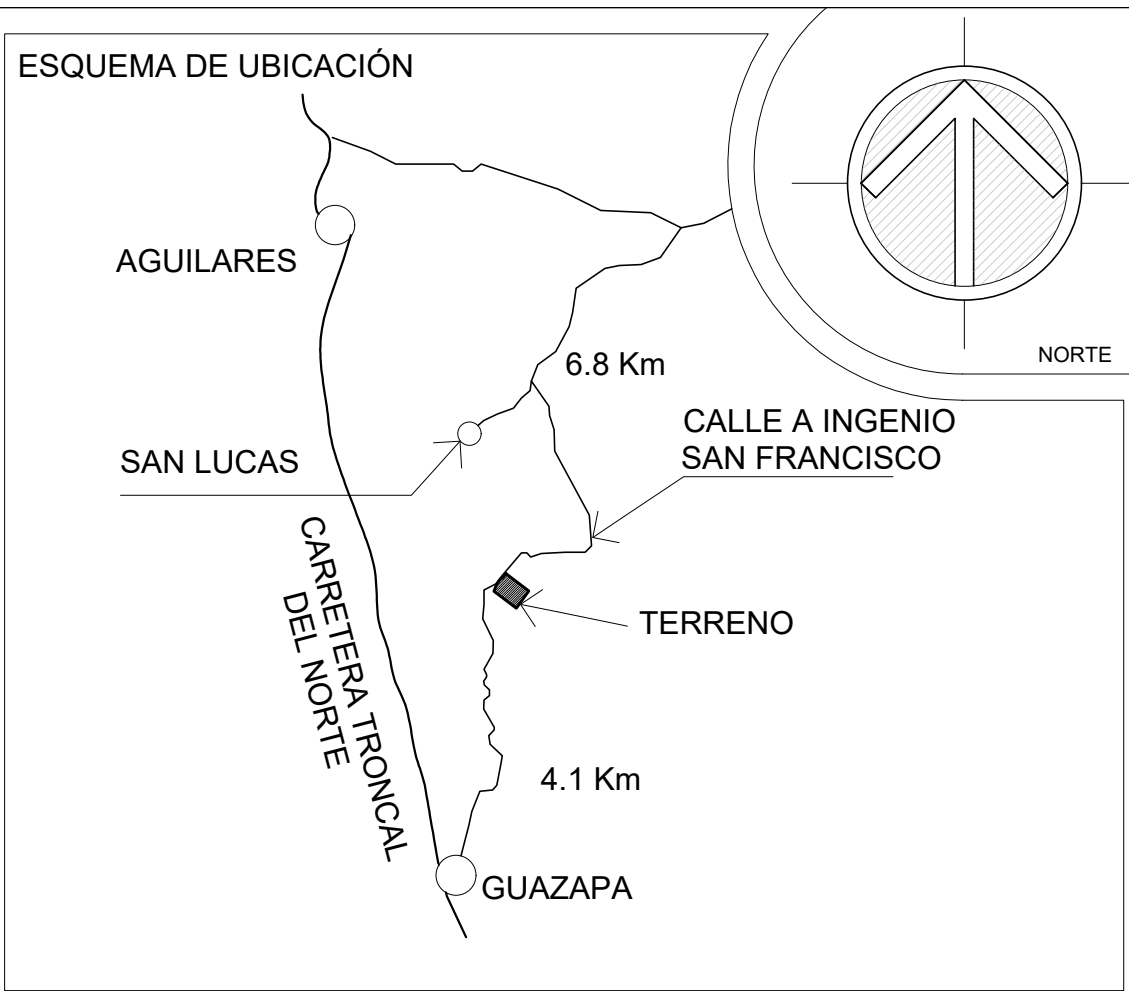 ESQUEMA DE UBICACIÓN
AGUILARES
NORTE
6.8 Km
CALLE A INGENIO
SAN FRANCISCO
SAN LUCAS
CARRETERA TRONCAL
DEL NORTE
TERRENO
4.1 Km
GUAZAPA